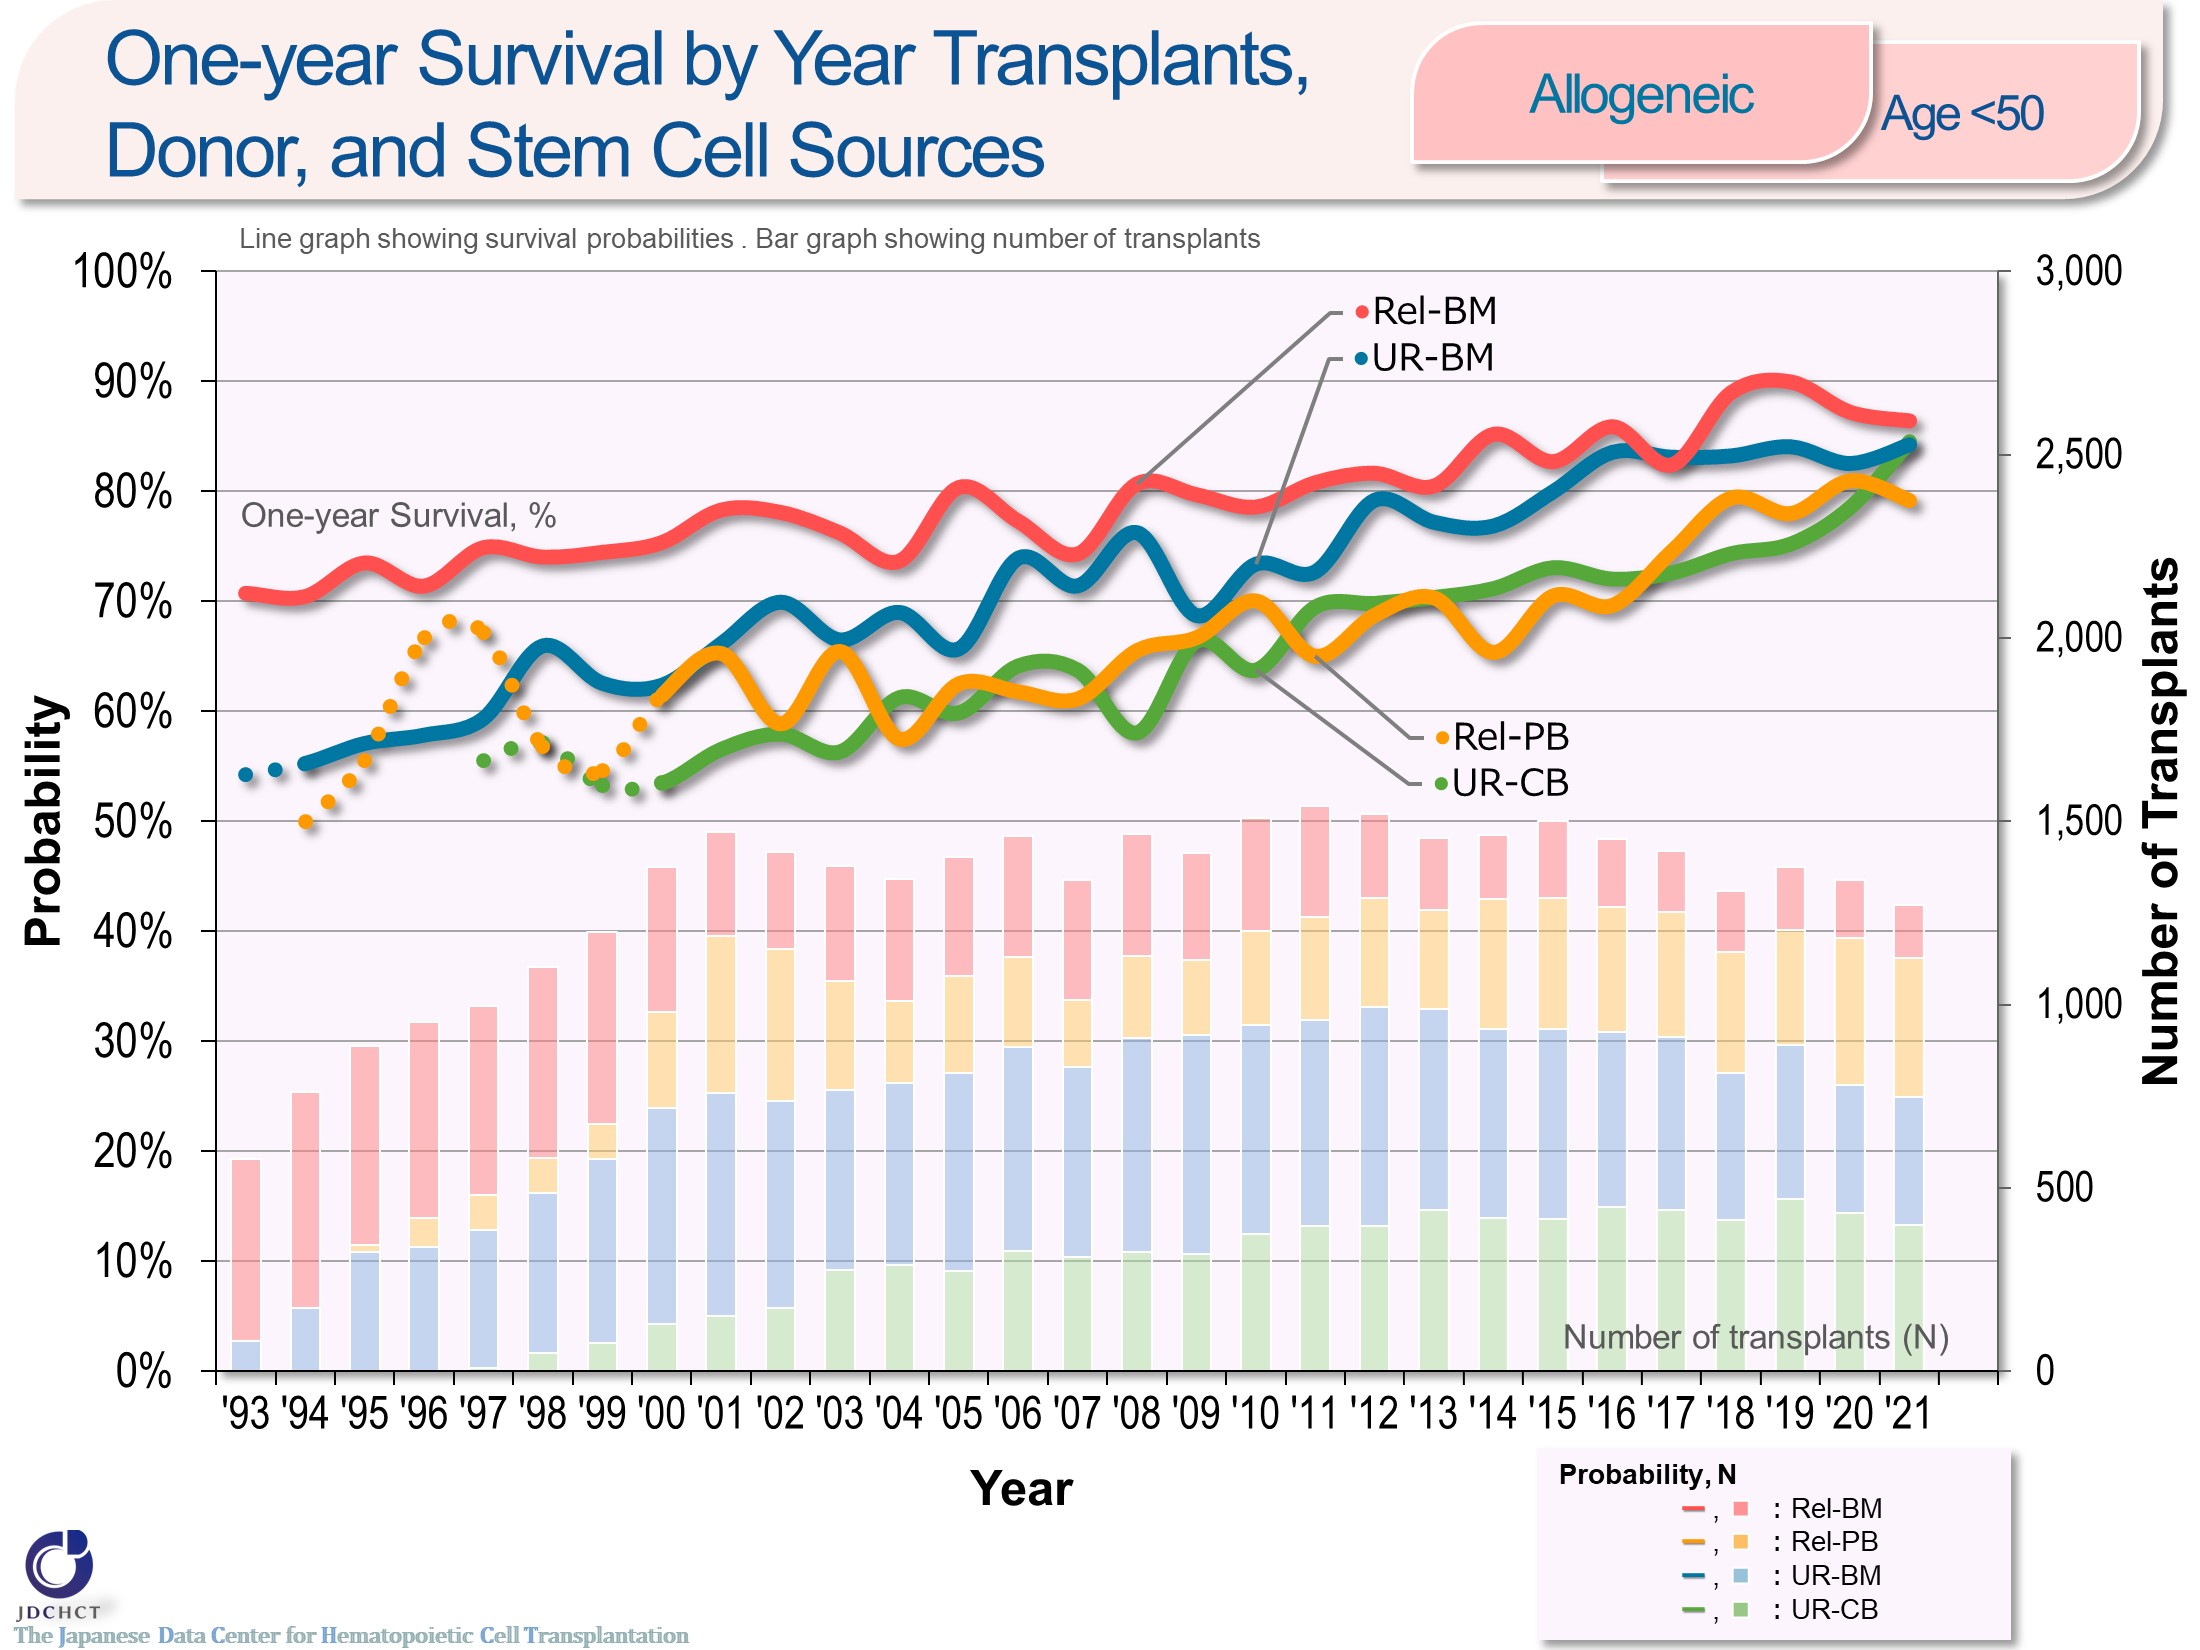 One-year Survival by Year Transplants,
Donor, and Stem Cell Sources
Allogeneic
Age <50
Line graph showing survival probabilities . Bar graph showing number of transplants
100%
90%
80%
70%
60%
50%
40%
30%
20%
10%
0%
Probability
One-year Survival, %
Rel-BM
UR-BM
Rel-PB
UR-CB
3,000
2,500
2,000
1,500
1,000
500
0
Number of Transplants
Number of transplants (N)
'93 '94 '95 '96 '97 '98 '99 '00 '01 '02 '03 '04 '05 '06 '07 '08 '09 '10 '11 '12 '13 '14 '15 '16 '17 '18 '19 '20 '21
Year
Probability, N
, : Rel-BM
, : Rel-PB
, : UR-BM
, : UR-CB
JDCHCT
The Japanese Data Center for Hematopoietic Cell Transplantation